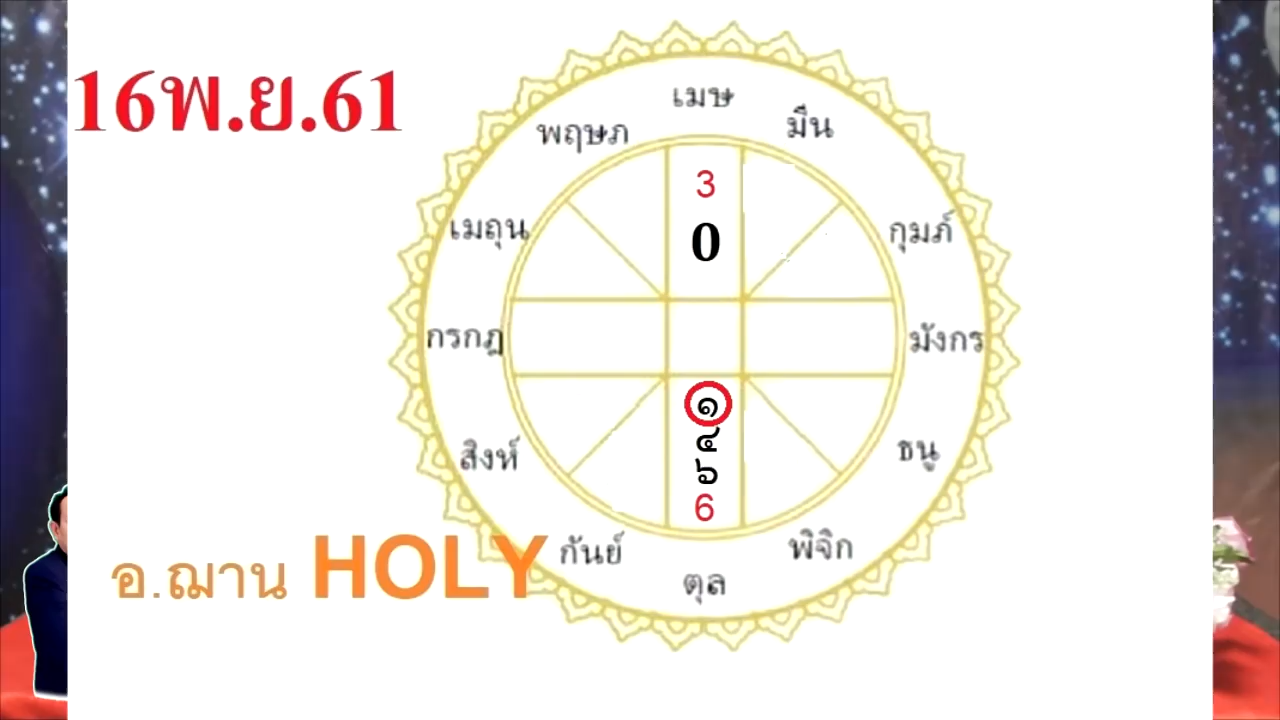 16พ.ย.61
เมษ
มีน
พฤษภ
3
เมถุน
กุมภ์
0
กรกฎ
มังกร
๑
๔
๖
สิงห์
ธนู
6
อ.ฌาน HOLY
กันย์
พิจิก
ตุล